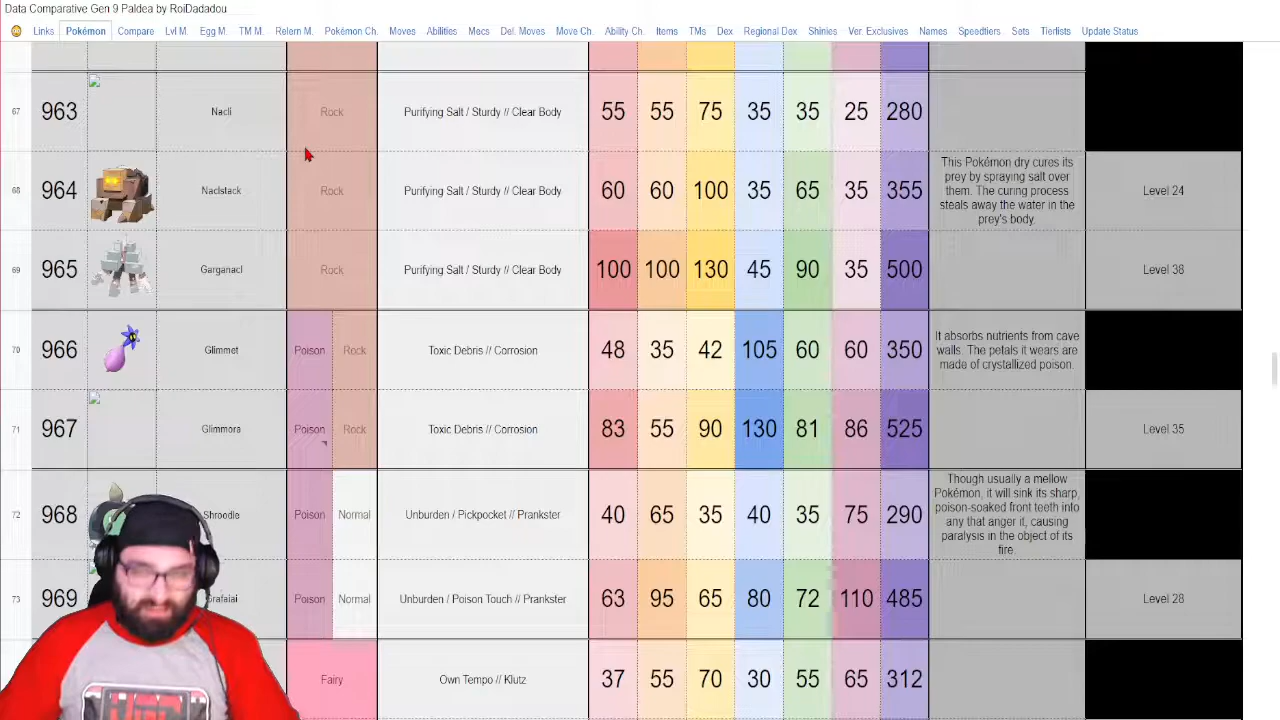 Data Comparative Gen 9 Paldea by RoiDadadou
Links Pokémon Compare Lvl M. Egg M. TM M. Relern M. Pokémon Ch. Moves Abilities Mecs Del. Moves Move Ch. Ability Ch. Items TMs Dex Regional Dex Shinies Ver. Exclusives Names Speedtiers Sets Tierlists Update Status
67 963 Nacli Rock Purifying Salt / Sturdy // Clear Body 55 55 75 35 35 25 280
68 964 Naclstack Rock Purifying Salt / Sturdy // Clear Body 60 60 100 35 65 35 355
This Pokémon dry cures its
prey by spraying salt over
them. The curing process
steals away the water in the
prey's body.
Level 24
69 965 Garganacl Rock Purifying Salt / Sturdy // Clear Body 100 100 130 45 90 35 500 Level 38
70 966 Glimmet Poison Rock Toxic Debris // Corrosion 48 35 42 105 60 60 350
It absorbs nutrients from cave
walls. The petals it wears are
made of crystallized poison.
71 967 Glimmora Poison Rock Toxic Debris // Corrosion 83 55 90 130 81 86 525 Level 35
72 968 Shroodle Poison Normal Unburden / Pickpocket // Prankster 40 65 35 40 35 75 290
Though usually a mellow
Pokémon, it will sink its sharp,
poison-soaked front teeth into
any that anger it, causing
paralysis in the object of its
fire.
73 969 Grafaiai Poison Normal Unburden / Poison Touch // Prankster 63 95 65 80 72 110 485 Level 28
Fairy Own Tempo // Klutz 37 55 70 30 55 65 312